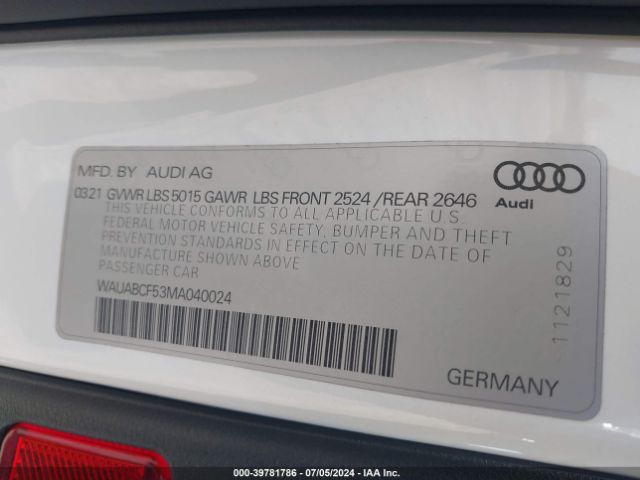 MFD. BY AUDI AG
0321 GVWR LBS 5015 GAWR LBS FRONT 2524 / REAR 2646
THIS VEHICLE CONFORMS TO ALL APPLICABLE U.S.
FEDERAL MOTOR VEHICLE SAFETY, BUMPER AND THEFT
PREVENTION STANDARDS IN EFFECT ON THE DATE OF
MANUFACTURE SHOWN ABOVE
PASSENGER CAR
WAUABCF53MA040024
Audi
1121829
GERMANY
000-39781786 - 07/05/2024 - IAA Auctions